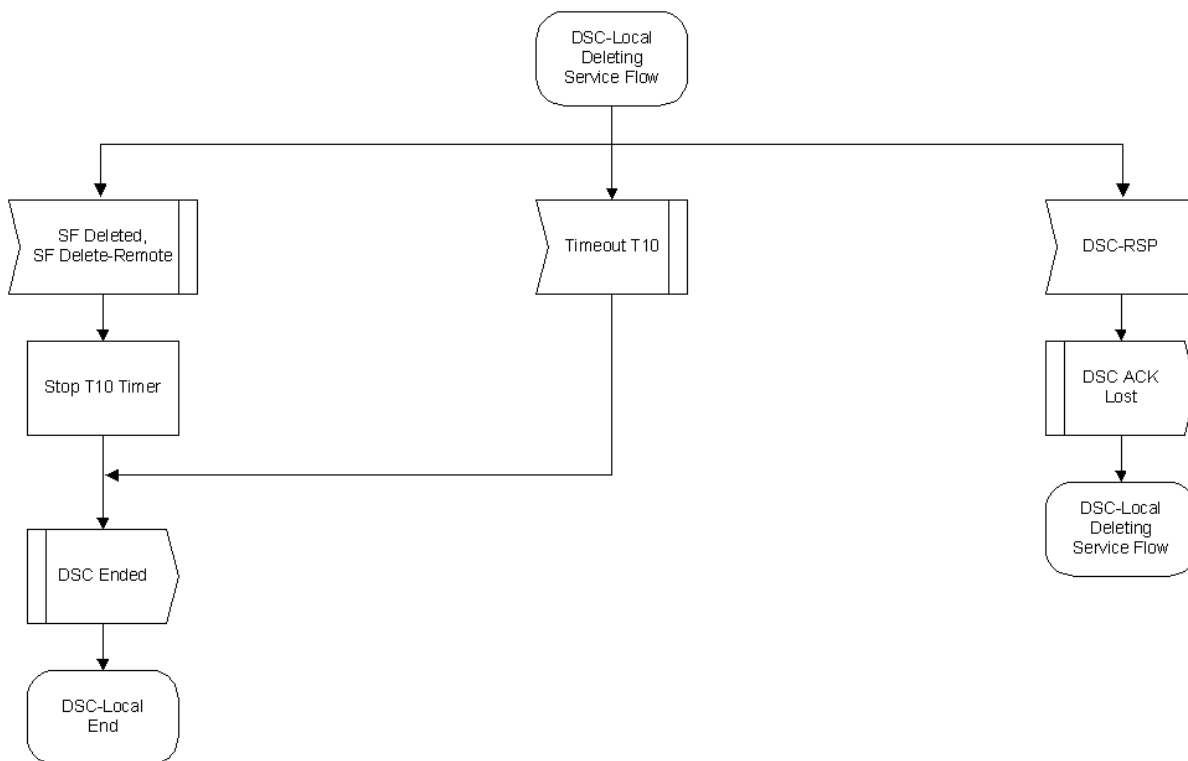 DSC-Local
Deleting
Service Flow
SF Deleted,
SF Delete-Remote
Timeout T10
DSC-RSP
Stop T10 Timer
DSC ACK
Lost
DSC-Local
Deleting
Service Flow
DSC Ended
DSC-Local
End